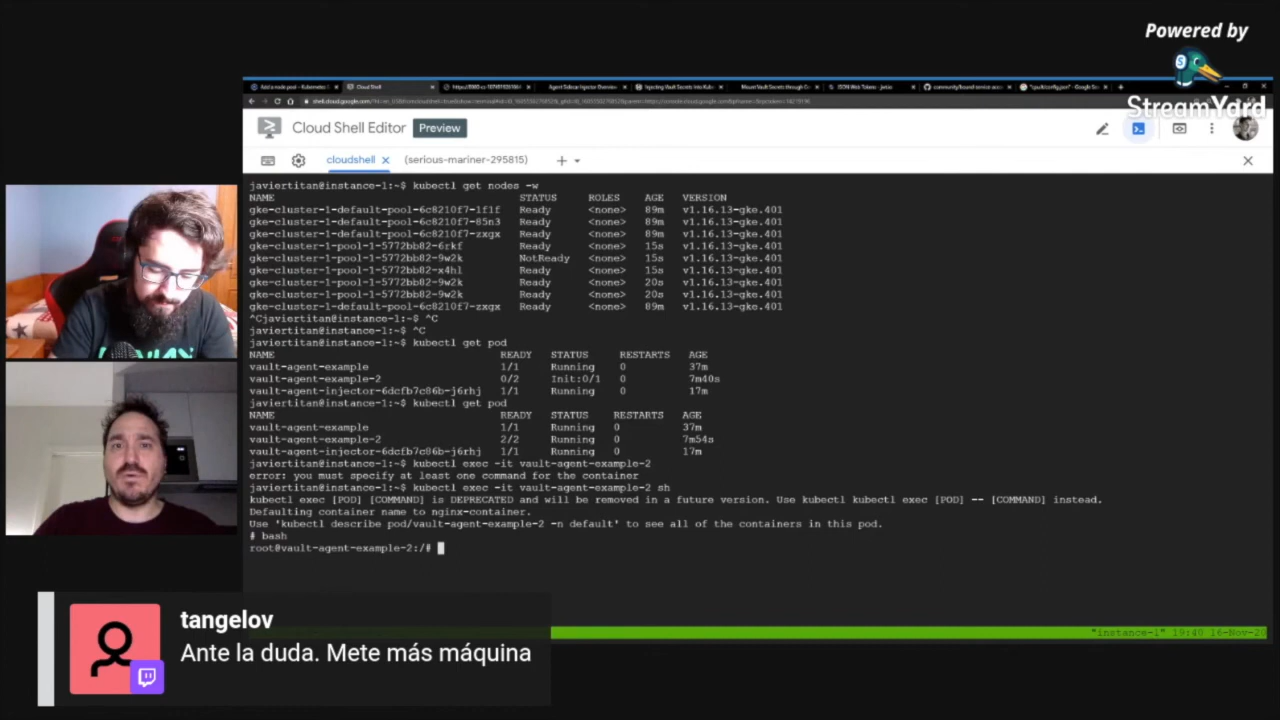 Powered by
StreamYard
Cloud Shell
Agent Sidecar Injector Overview
Cloud Shell Editor Preview
cloudshell (serious-mariner-295815)
javiertitan@instance-1:~$ kubectl get nodes -w
NAME STATUS ROLES AGE VERSION
gke-cluster-1-default-pool-6c8210f7-1f1f Ready <none> 89m v1.16.13-gke.401
gke-cluster-1-default-pool-6c8210f7-85n3 Ready <none> 89m v1.16.13-gke.401
gke-cluster-1-default-pool-6c8210f7-zxgx Ready <none> 89m v1.16.13-gke.401
gke-cluster-1-pool-1-5772bb82-6rkf Ready <none> 15s v1.16.13-gke.401
gke-cluster-1-pool-1-5772bb82-9w2k NotReady <none> 15s v1.16.13-gke.401
gke-cluster-1-pool-1-5772bb82-x4hl Ready <none> 15s v1.16.13-gke.401
gke-cluster-1-pool-1-5772bb82-9w2k Ready <none> 20s v1.16.13-gke.401
gke-cluster-1-pool-1-5772bb82-9w2k Ready <none> 20s v1.16.13-gke.401
gke-cluster-1-default-pool-6c8210f7-zxgx Ready <none> 89m v1.16.13-gke.401
^Cjaviertitan@instance-1:~$ ^C
javiertitan@instance-1:~$ ^C
javiertitan@instance-1:~$ kubectl get pod
NAME READY STATUS RESTARTS AGE
vault-agent-example 1/1 Running 0 37m
vault-agent-example-2 0/2 Init:0/1 0 7m40s
vault-agent-injector-6dcfb7c86b-j6rhj 1/1 Running 0 17m
javiertitan@instance-1:~$ kubectl get pod
NAME READY STATUS RESTARTS AGE
vault-agent-example 1/1 Running 0 37m
vault-agent-example-2 2/2 Running 0 7m54s
vault-agent-injector-6dcfb7c86b-j6rhj 1/1 Running 0 17m
javiertitan@instance-1:~$ kubectl exec -it vault-agent-example-2
error: you must specify at least one command for the container
javiertitan@instance-1:~$ kubectl exec -it vault-agent-example-2 sh
kubectl exec [POD] [COMMAND] is DEPRECATED and will be removed in a future version. Use kubectl kubectl exec [POD] -- [COMMAND] instead.
Defaulting container name to nginx-container.
Use 'kubectl describe pod/vault-agent-example-2 -n default' to see all of the containers in this pod.
# bash
root@vault-agent-example-2:/#
"instance-1" 19:40 16-Nov-20
tangelov
Ante la duda. Mete más máquina